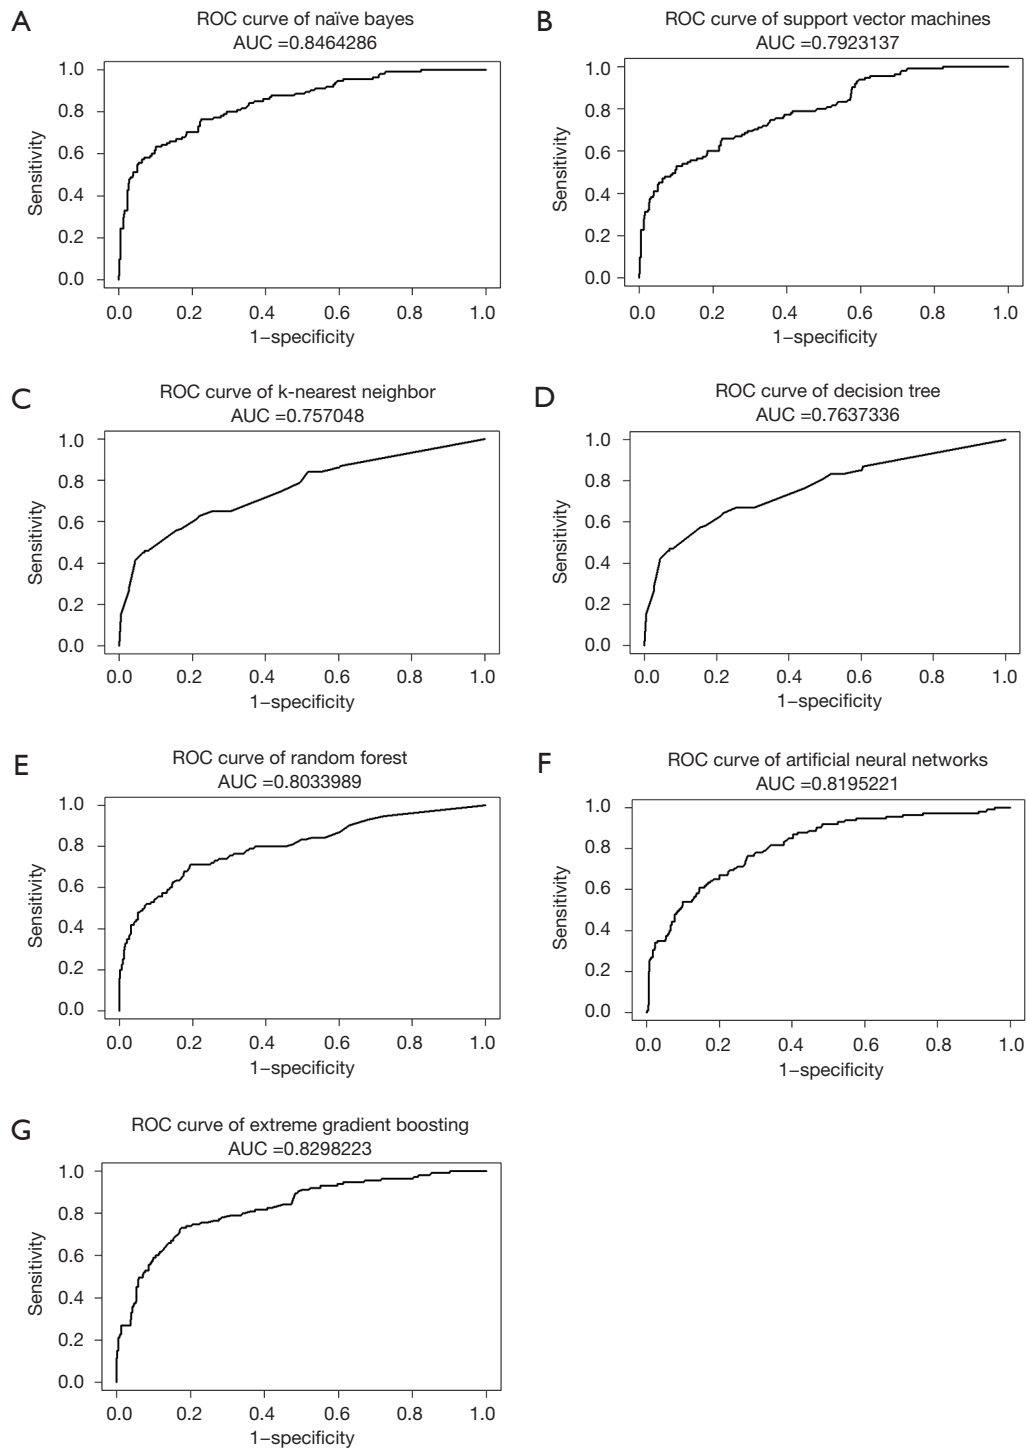 A
ROC curve of naïve bayes
AUC =0.8464286
1.0
0.8
0.6
0.4
0.2
0.0
Sensitivity
0.0 0.2 0.4 0.6 0.8 1.0
1–specificity
B
ROC curve of support vector machines
AUC =0.7923137
1.0
0.8
0.6
0.4
0.2
0.0
Sensitivity
0.0 0.2 0.4 0.6 0.8 1.0
1–specificity
C
ROC curve of k-nearest neighbor
AUC =0.757048
1.0
0.8
0.6
0.4
0.2
0.0
Sensitivity
0.0 0.2 0.4 0.6 0.8 1.0
1–specificity
D
ROC curve of decision tree
AUC =0.7637336
1.0
0.8
0.6
0.4
0.2
0.0
Sensitivity
0.0 0.2 0.4 0.6 0.8 1.0
1–specificity
E
ROC curve of random forest
AUC =0.8033989
1.0
0.8
0.6
0.4
0.2
0.0
Sensitivity
0.0 0.2 0.4 0.6 0.8 1.0
1–specificity
F
ROC curve of artificial neural networks
AUC =0.8195221
1.0
0.8
0.6
0.4
0.2
0.0
Sensitivity
0.0 0.2 0.4 0.6 0.8 1.0
1–specificity
G
ROC curve of extreme gradient boosting
AUC =0.8298223
1.0
0.8
0.6
0.4
0.2
0.0
Sensitivity
0.0 0.2 0.4 0.6 0.8 1.0
1–specificity